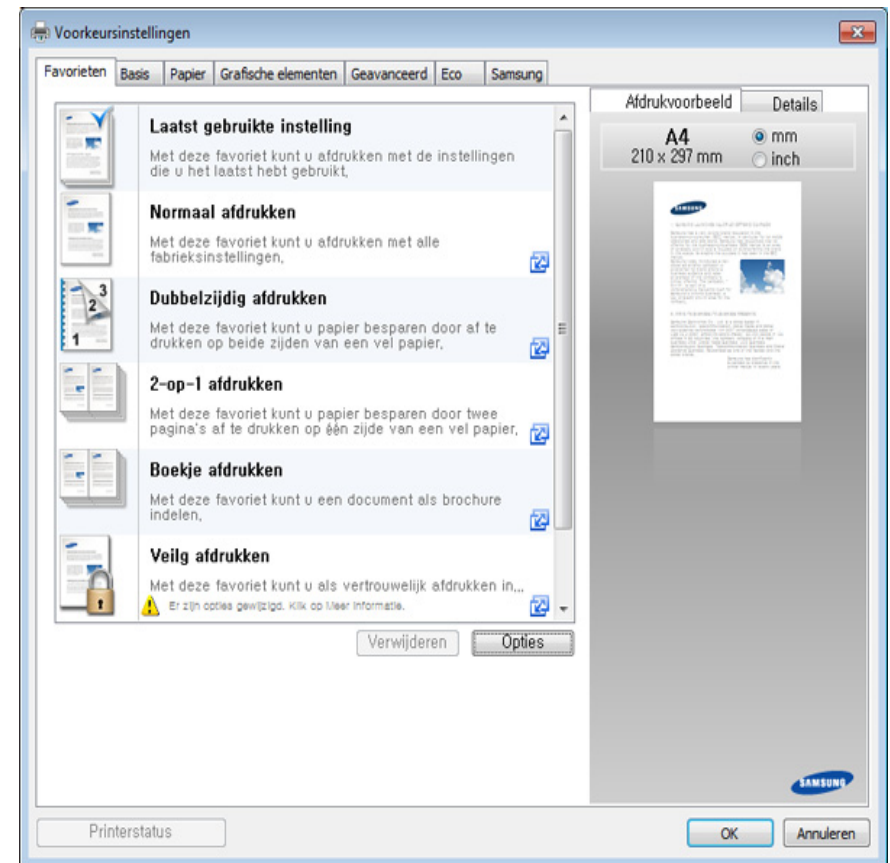 Voorkeursinstellingen
Favorieten Basis Papier Grafische elementen Geavanceerd Eco Samsung
Laatst gebruikte instelling
Met deze favoriet kunt u afdrukken met de instellingen
die u het laatst hebt gebruikt,
Normaal afdrukken
Met deze favoriet kunt u afdrukken met alle
fabrieksinstellingen,
Dubbelzijdig afdrukken
Met deze favoriet kunt u papier besparen door af te
drukken op beide zijden van een vel papier,
2-op-1 afdrukken
Met deze favoriet kunt u papier besparen door twee
pagina's af te drukken op één zijde van een vel papier,
Boekje afdrukken
Met deze favoriet kunt u een document als brochure
indelen,
Veilg afdrukken
Met deze favoriet kunt u als vertrouwelijk afdrukken in,,,
Er zijn opties gewijzigd. Klik op Meer informatie.
Verwijderen Opties
Afdrukvoorbeeld Details
A4 mm
210 x 297 mm inch
SAMSUNG
SAMSUNG
Printerstatus OK Annuleren